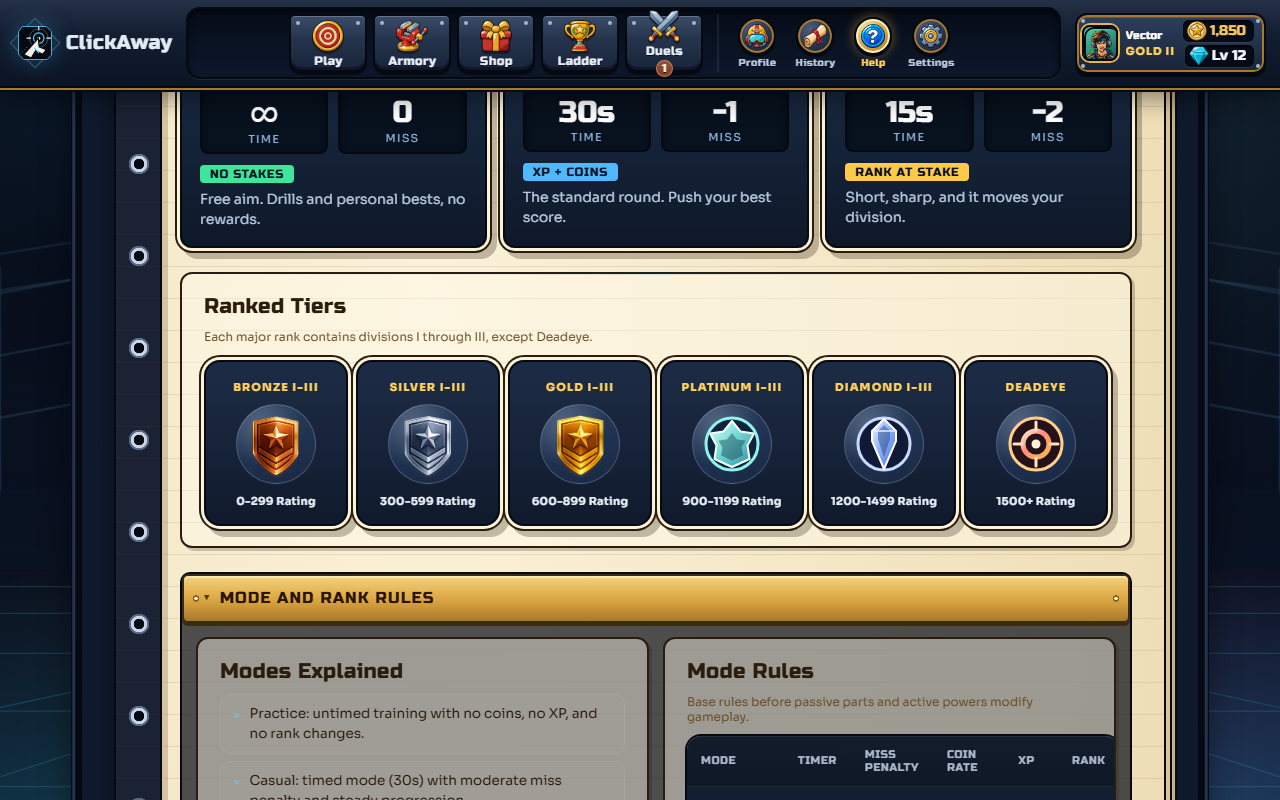 ClickAway
Play
Armory
Shop
Ladder
Duels
1
Profile
History
? Help
Settings
Vector
GOLD II
1,850
Lv 12
∞
TIME
0
MISS
NO STAKES
Free aim. Drills and personal bests, no
rewards.
30s
TIME
-1
MISS
XP + COINS
The standard round. Push your best
score.
15s
TIME
-2
MISS
RANK AT STAKE
Short, sharp, and it moves your
division.
Ranked Tiers
Each major rank contains divisions I through III, except Deadeye.
BRONZE I-III
0-299 Rating
SILVER I-III
300-599 Rating
GOLD I-III
600-899 Rating
PLATINUM I-III
900-1199 Rating
DIAMOND I-III
1200-1499 Rating
DEADEYE
1500+ Rating
▾ MODE AND RANK RULES
Modes Explained
> Practice: untimed training with no coins, no XP, and
no rank changes.
> Casual: timed mode (30s) with moderate miss
penalty and steady progression.
Mode Rules
Base rules before passive parts and active powers modify
gameplay.
MODE TIMER MISS PENALTY COIN RATE XP RANK